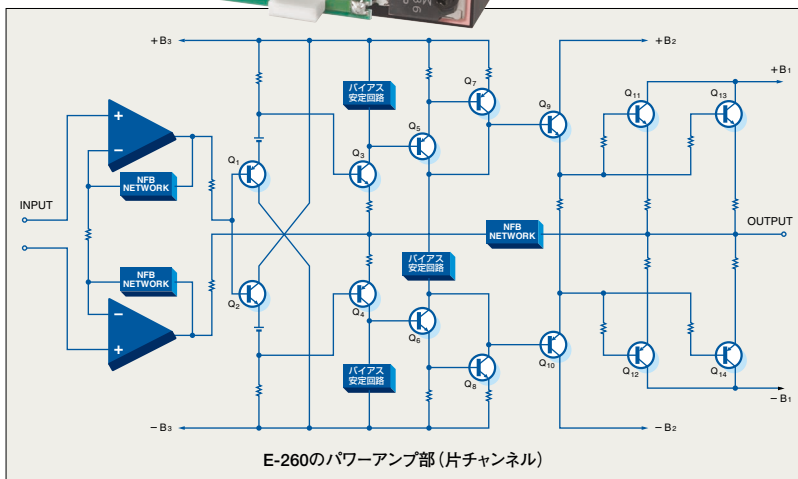 +B3
+B2
+B1
バイアス
安定回路
Q7
Q9
Q11
Q13
+
−
Q5
Q1
Q3
NFB
NETWORK
INPUT
NFB
NETWORK
OUTPUT
バイアス
安定回路
NFB
NETWORK
Q2
Q4
Q6
−
+
バイアス
安定回路
Q8
Q10
Q12
Q14
−B1
−B3
−B2
E-260のパワーアンプ部(片チャンネル)